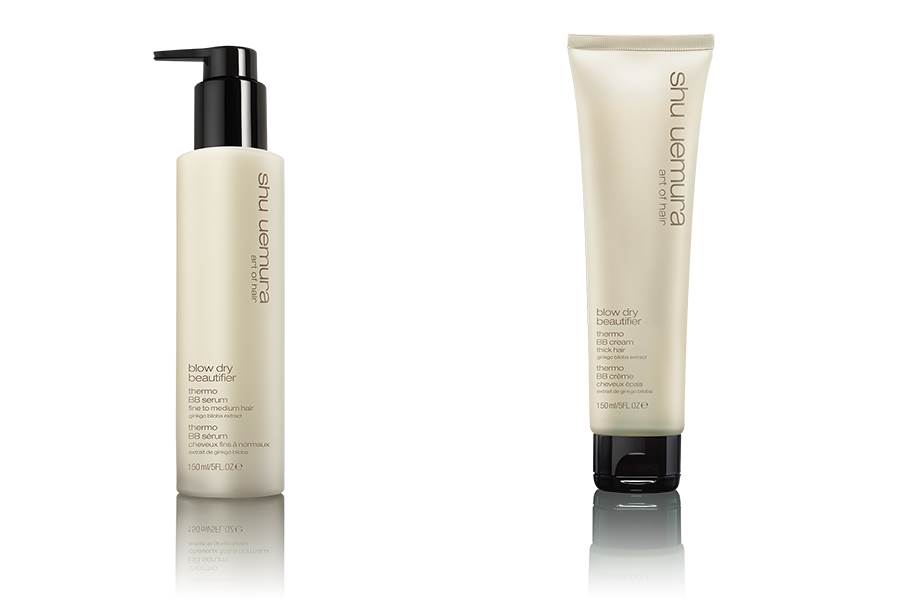 shu uemura
art of hair
blow dry
beautifier
thermo
BB serum
fine to medium hair
ginkgo biloba extract
thermo
BB sérum
cheveux fins à normaux
extrait de ginkgo biloba
150 ml/5FL.OZ℮
shu uemura
art of hair
blow dry
beautifier
thermo
BB cream
thick hair
ginkgo biloba extract
thermo
BB crème
cheveux épais
extrait de ginkgo biloba
150 ml/5FL.OZ℮